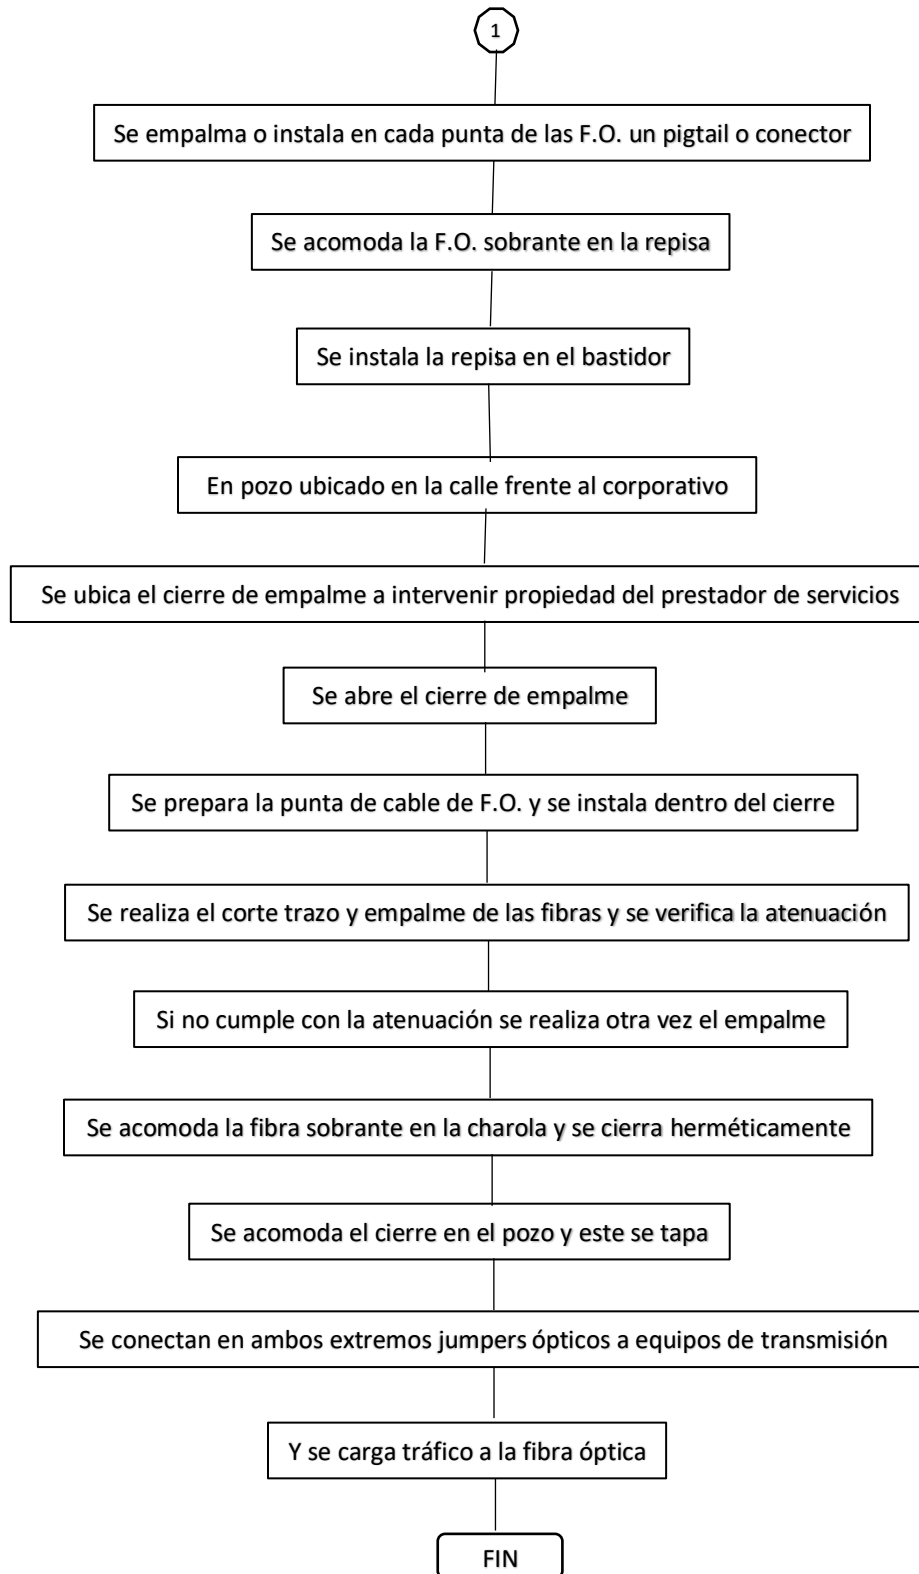 1
Se empalma o instala en cada punta de las F.O. un pigtail o conector
Se acomoda la F.O. sobrante en la repisa
Se instala la repisa en el bastidor
En pozo ubicado en la calle frente al corporativo
Se ubica el cierre de empalme a intervenir propiedad del prestador de servicios
Se abre el cierre de empalme
Se prepara la punta de cable de F.O. y se instala dentro del cierre
Se realiza el corte trazo y empalme de las fibras y se verifica la atenuación
Si no cumple con la atenuación se realiza otra vez el empalme
Se acomoda la fibra sobrante en la charola y se cierra herméticamente
Se acomoda el cierre en el pozo y este se tapa
Se conectan en ambos extremos jumpers ópticos a equipos de transmisión
Y se carga tráfico a la fibra óptica
FIN